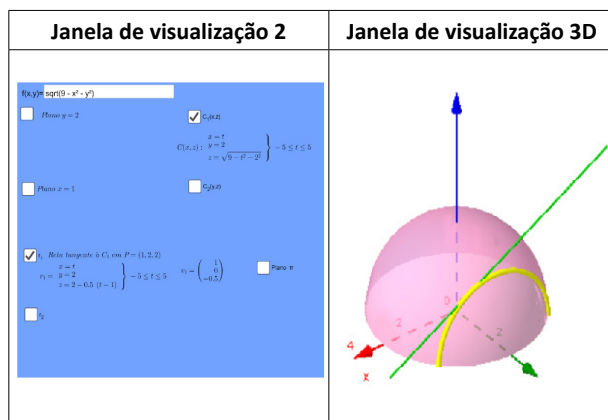 Janela de visualização 2
Janela de visualização 3D
f(x,y)= sqrt(9 - x² - y²)
Plano y = 2
C₁(x,z)
C(x, z) :
x = t
y = 2
z = √9 − t² − 2²
} − 5 ≤ t ≤ 5
Plano x = 1
C₂(y,z)
r₁ Reta tangente à C₁ em P = (1, 2, 2)
x = t
y = 2
z = 2 − 0.5 (t − 1)
} − 5 ≤ t ≤ 5
1
0
−0.5
Plano π
r₂
0
2
2
4
x